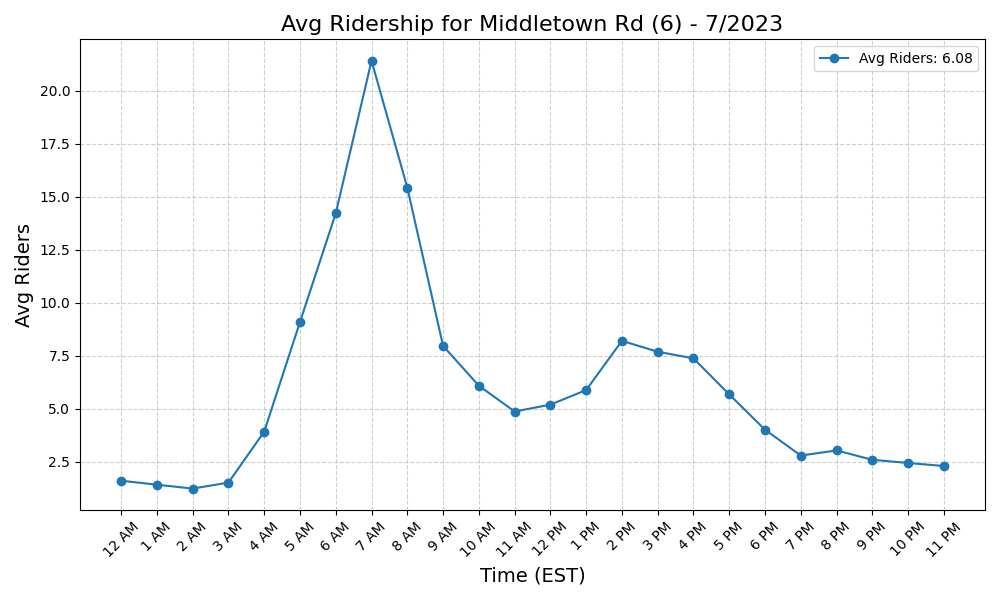 Avg Ridership for Middletown Rd (6) - 7/2023
Avg Riders: 6.08
Avg Riders
20.0
17.5
15.0
12.5
10.0
7.5
5.0
2.5
12 AM
1 AM
2 AM
3 AM
4 AM
5 AM
6 AM
7 AM
8 AM
9 AM
10 AM
11 AM
12 PM
1 PM
2 PM
3 PM
4 PM
5 PM
6 PM
7 PM
8 PM
9 PM
10 PM
11 PM
Time (EST)